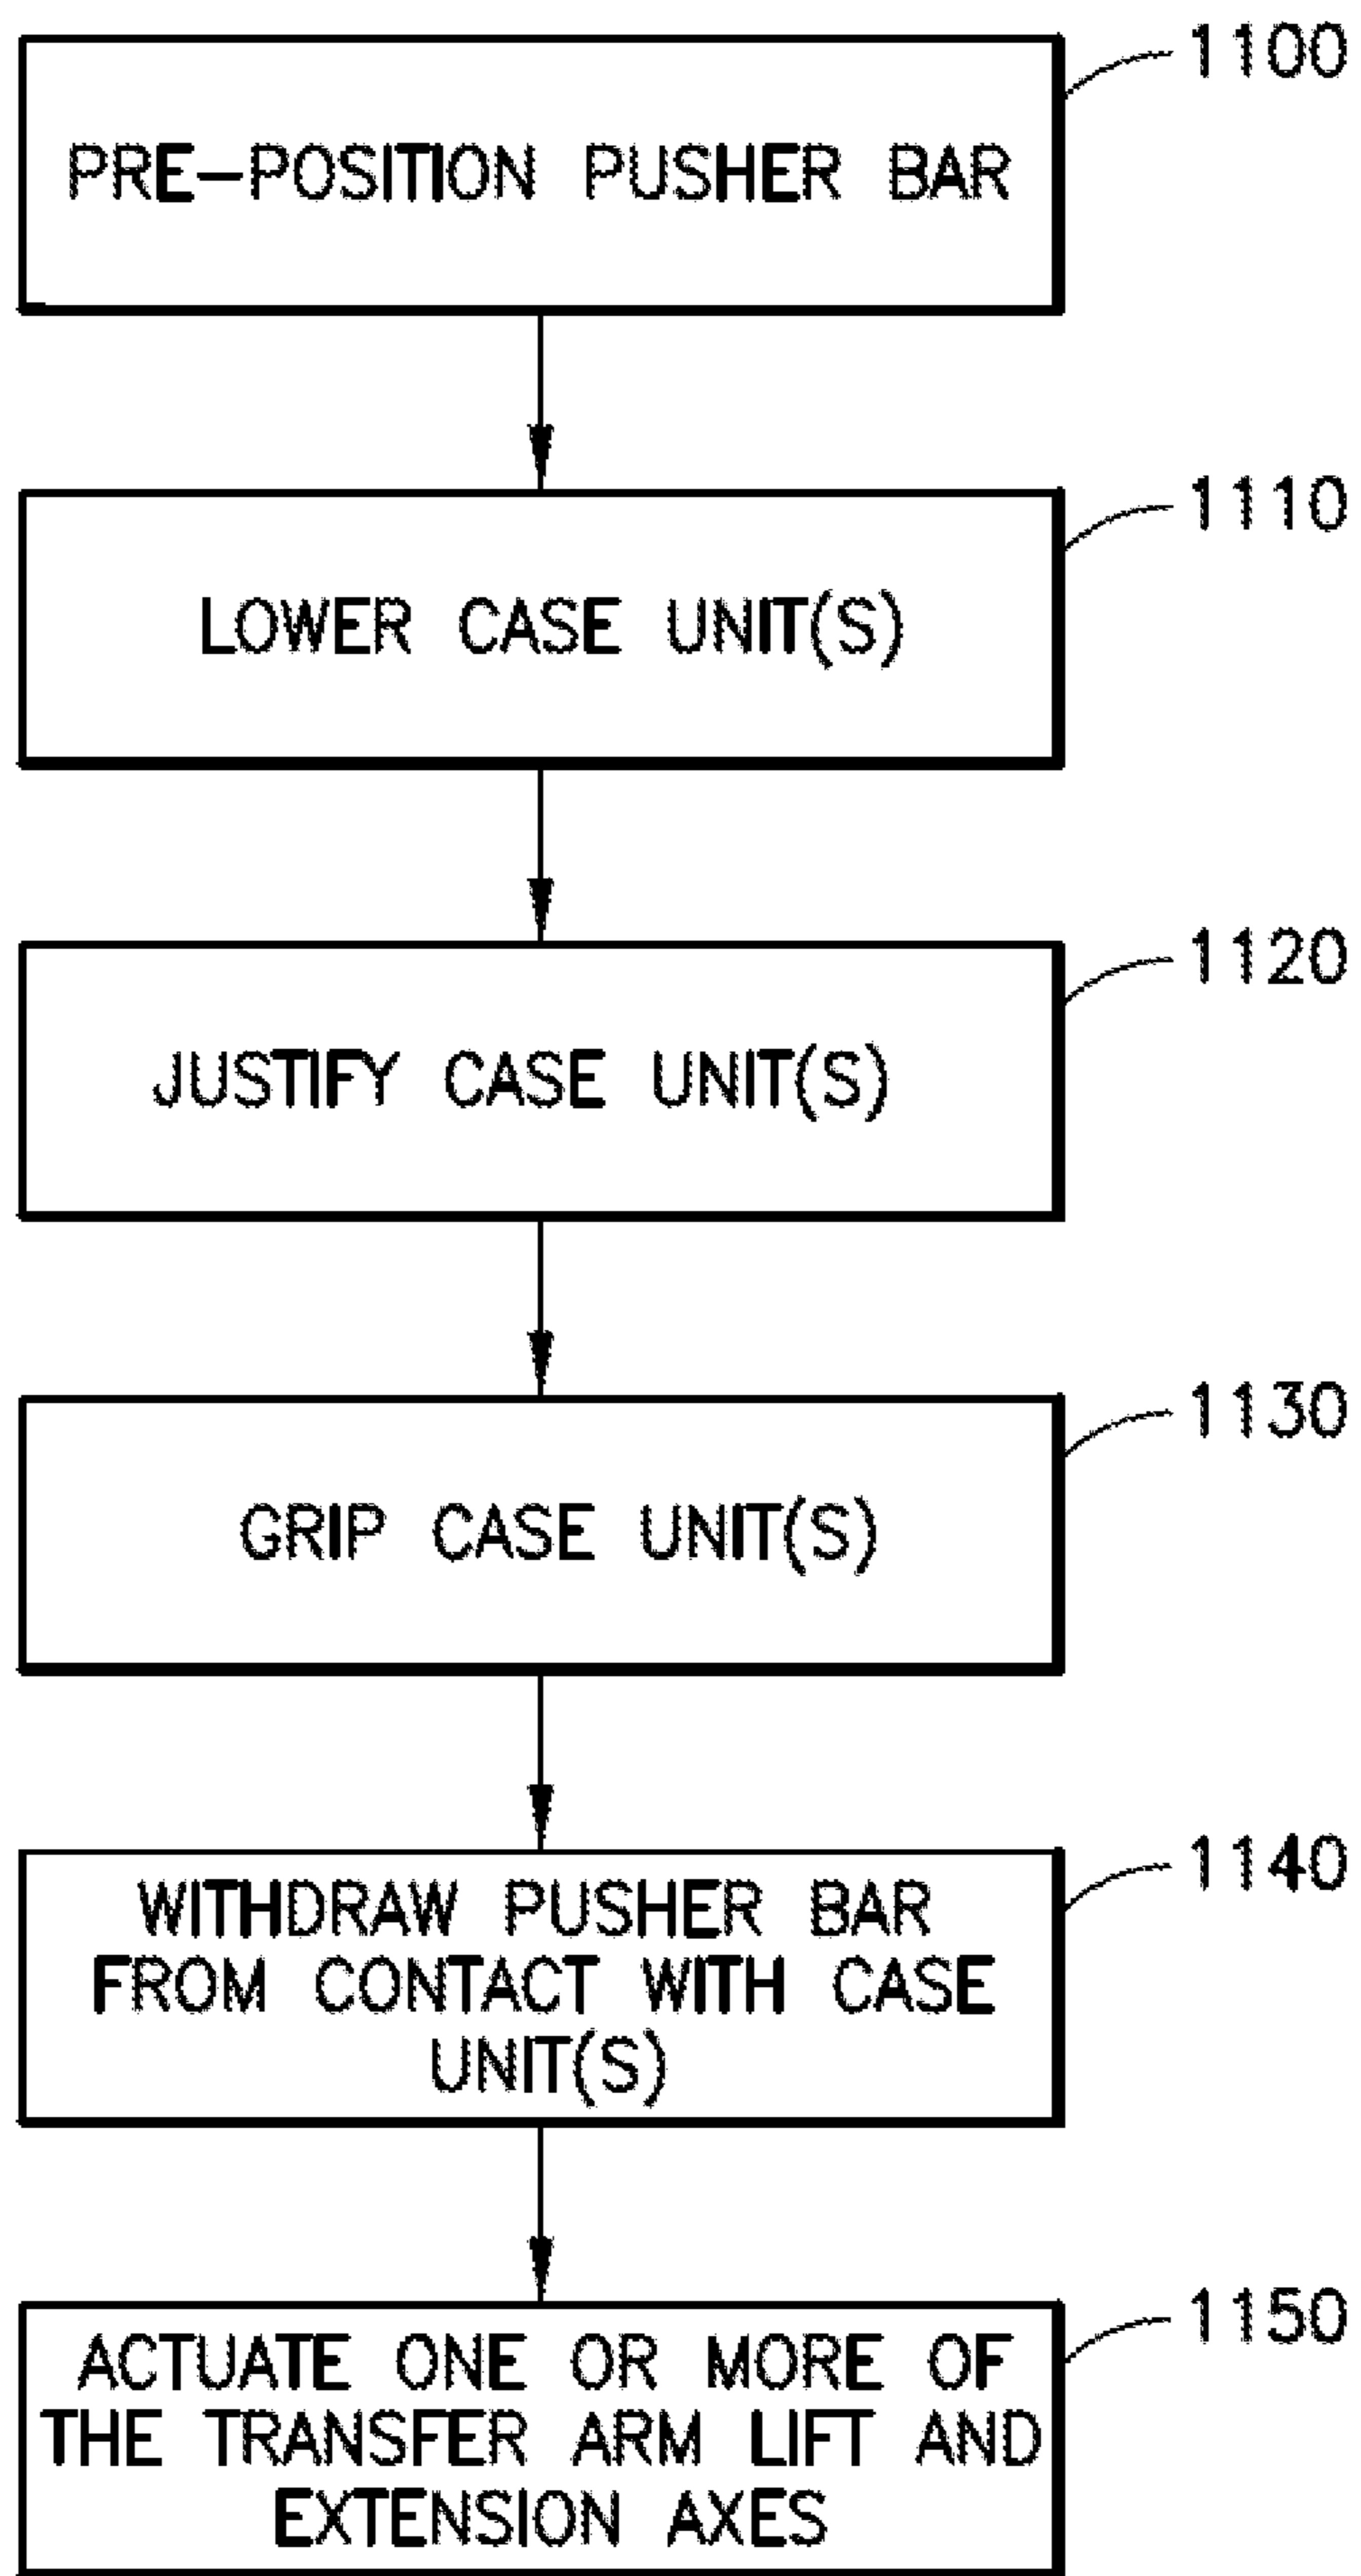 1100
PRE-POSITION PUSHER BAR
1110
LOWER CASE UNIT(S)
1120
JUSTIFY CASE UNIT(S)
1130
GRIP CASE UNIT(S)
1140
WITHDRAW PUSHER BAR
FROM CONTACT WITH CASE
UNIT(S)
1150
ACTUATE ONE OR MORE OF
THE TRANSFER ARM LIFT AND
EXTENSION AXES